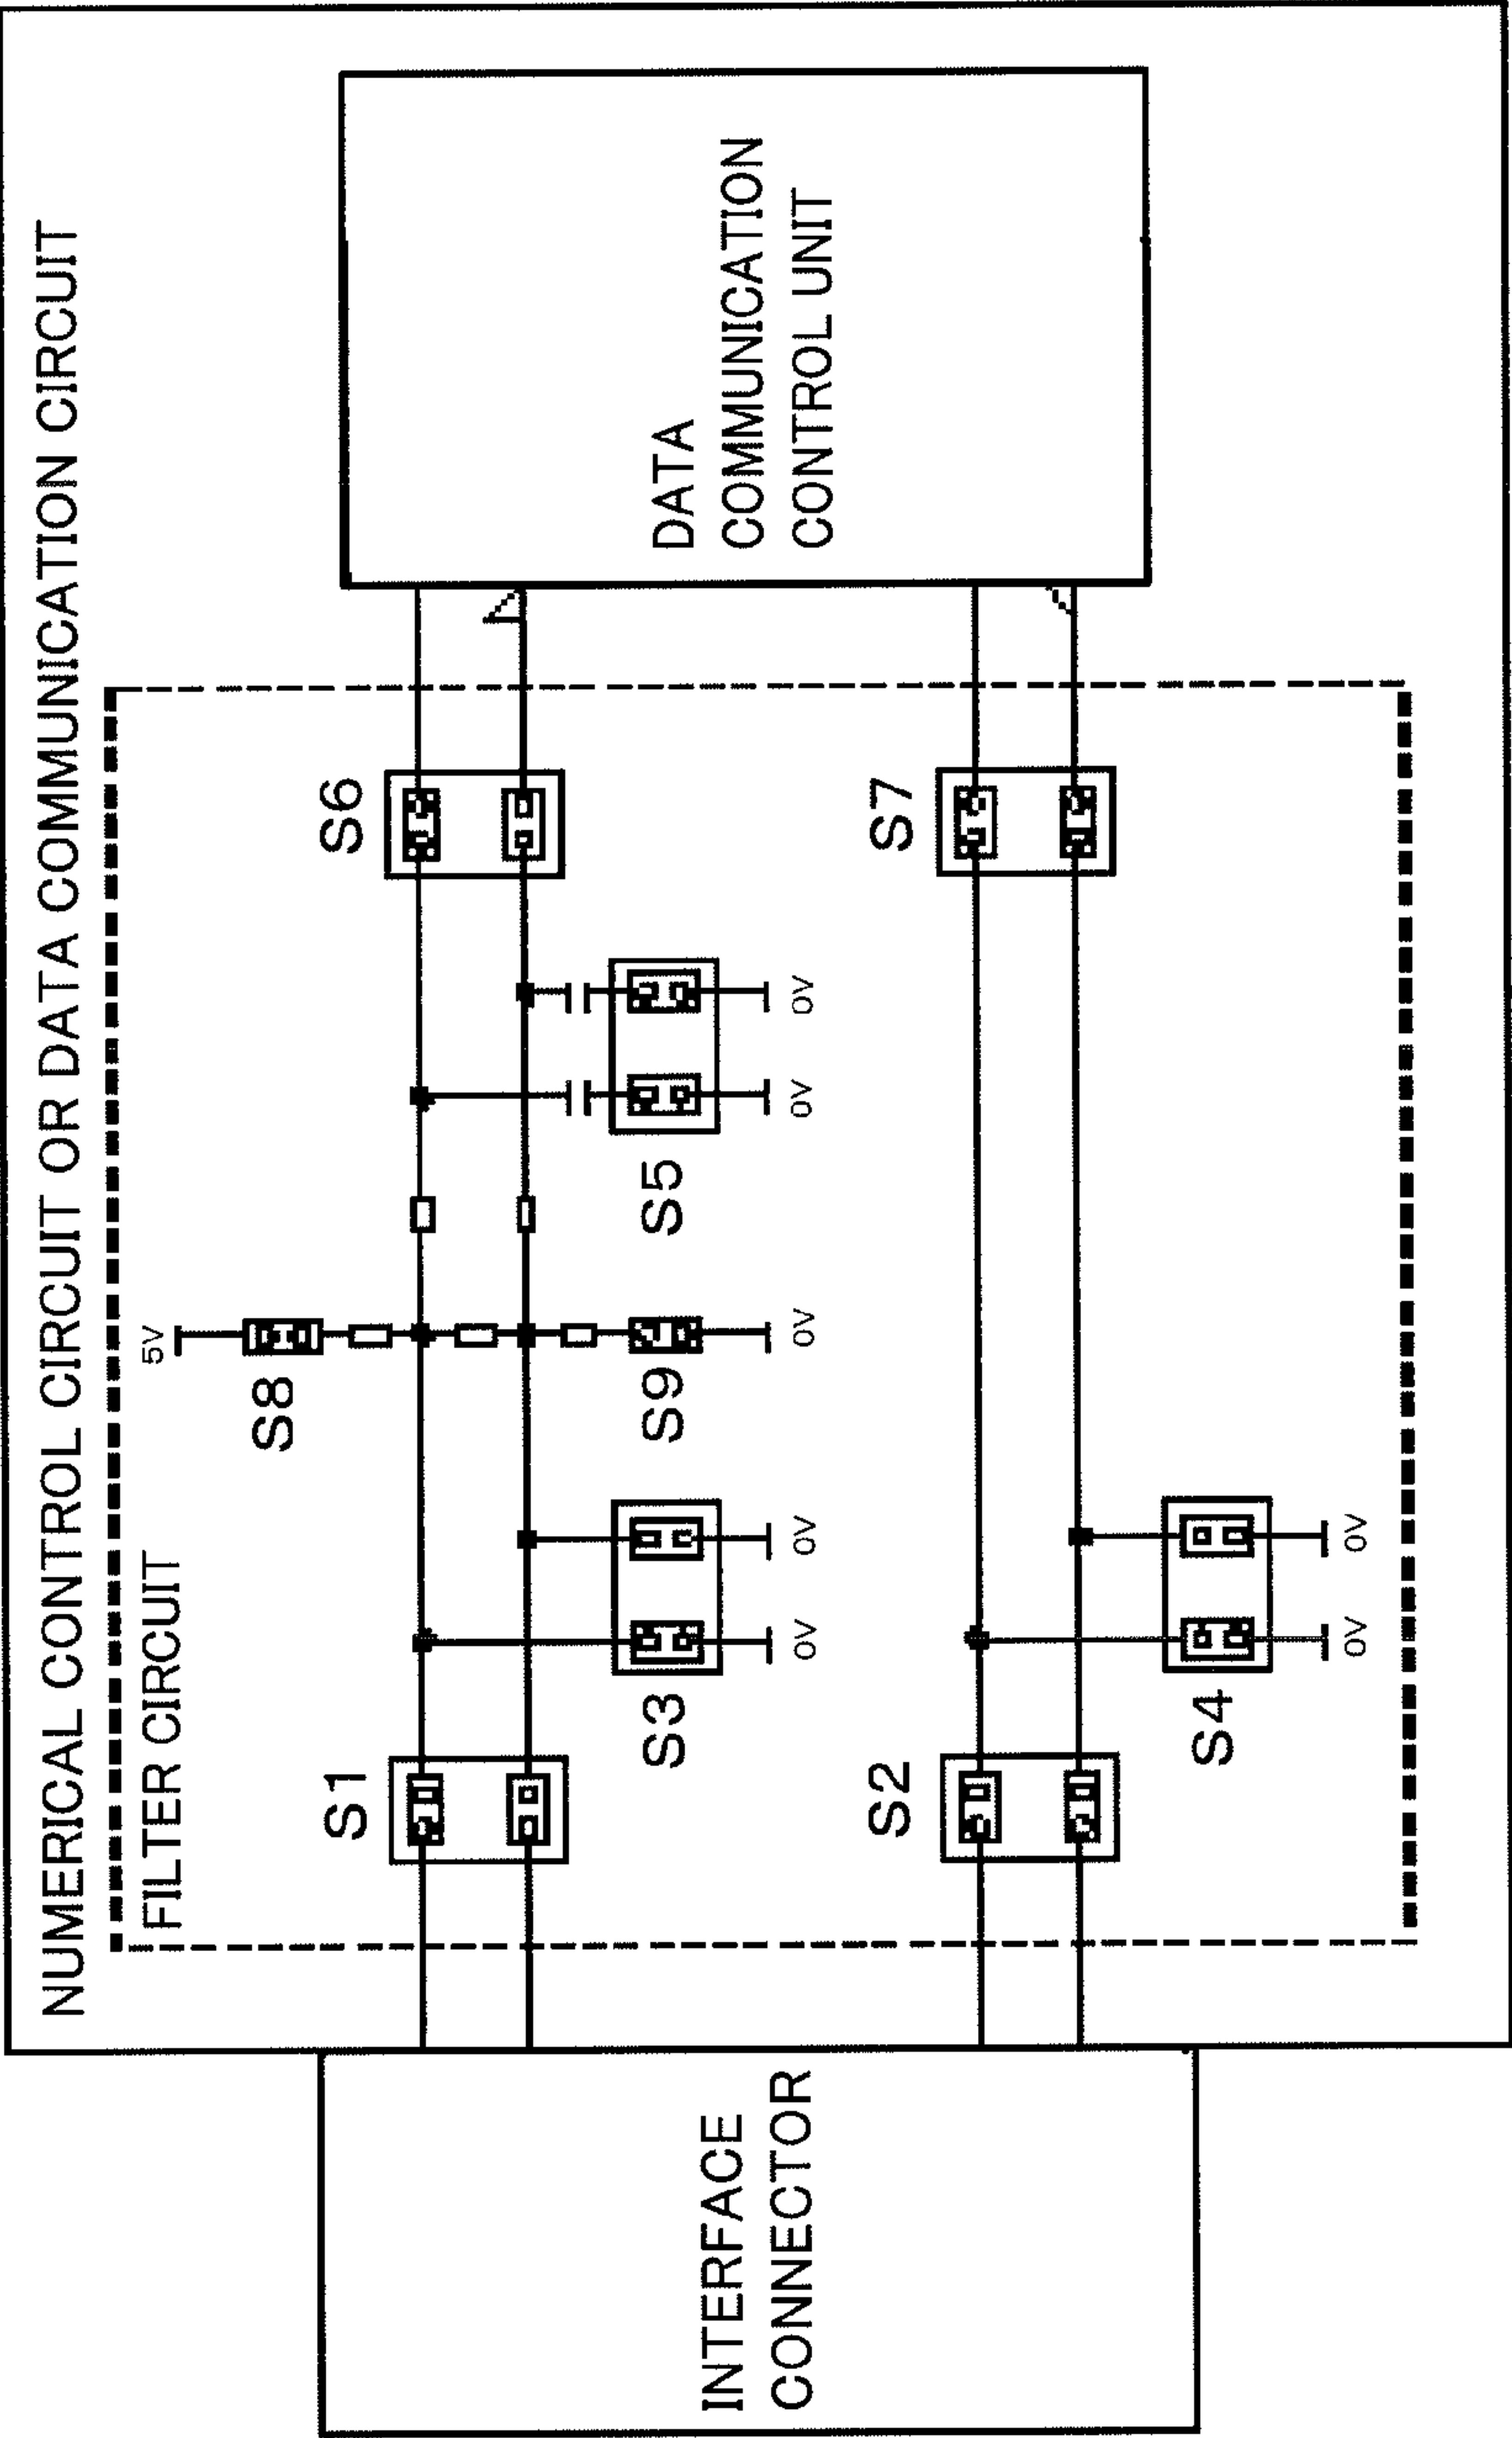 NUMERICAL CONTROL CIRCUIT OR DATA COMMUNICATION CIRCUIT
FILTER CIRCUIT
5V
S8
S1
S6
S3
0V
0V
S9
0V
S5
0V
0V
INTERFACE
CONNECTOR
DATA
COMMUNICATION
CONTROL UNIT
S2
S7
S4
0V
0V